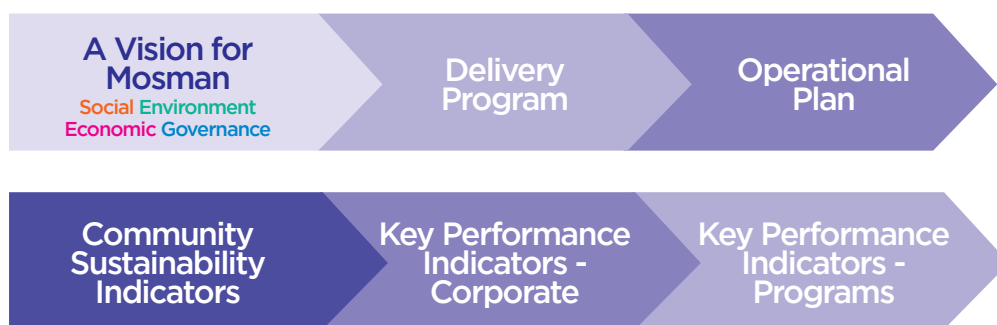 A Vision for
Mosman
Social Environment
Economic Governance
Delivery
Program
Operational
Plan
Community
Sustainability
Indicators
Key Performance
Indicators -
Corporate
Key Performance
Indicators -
Programs